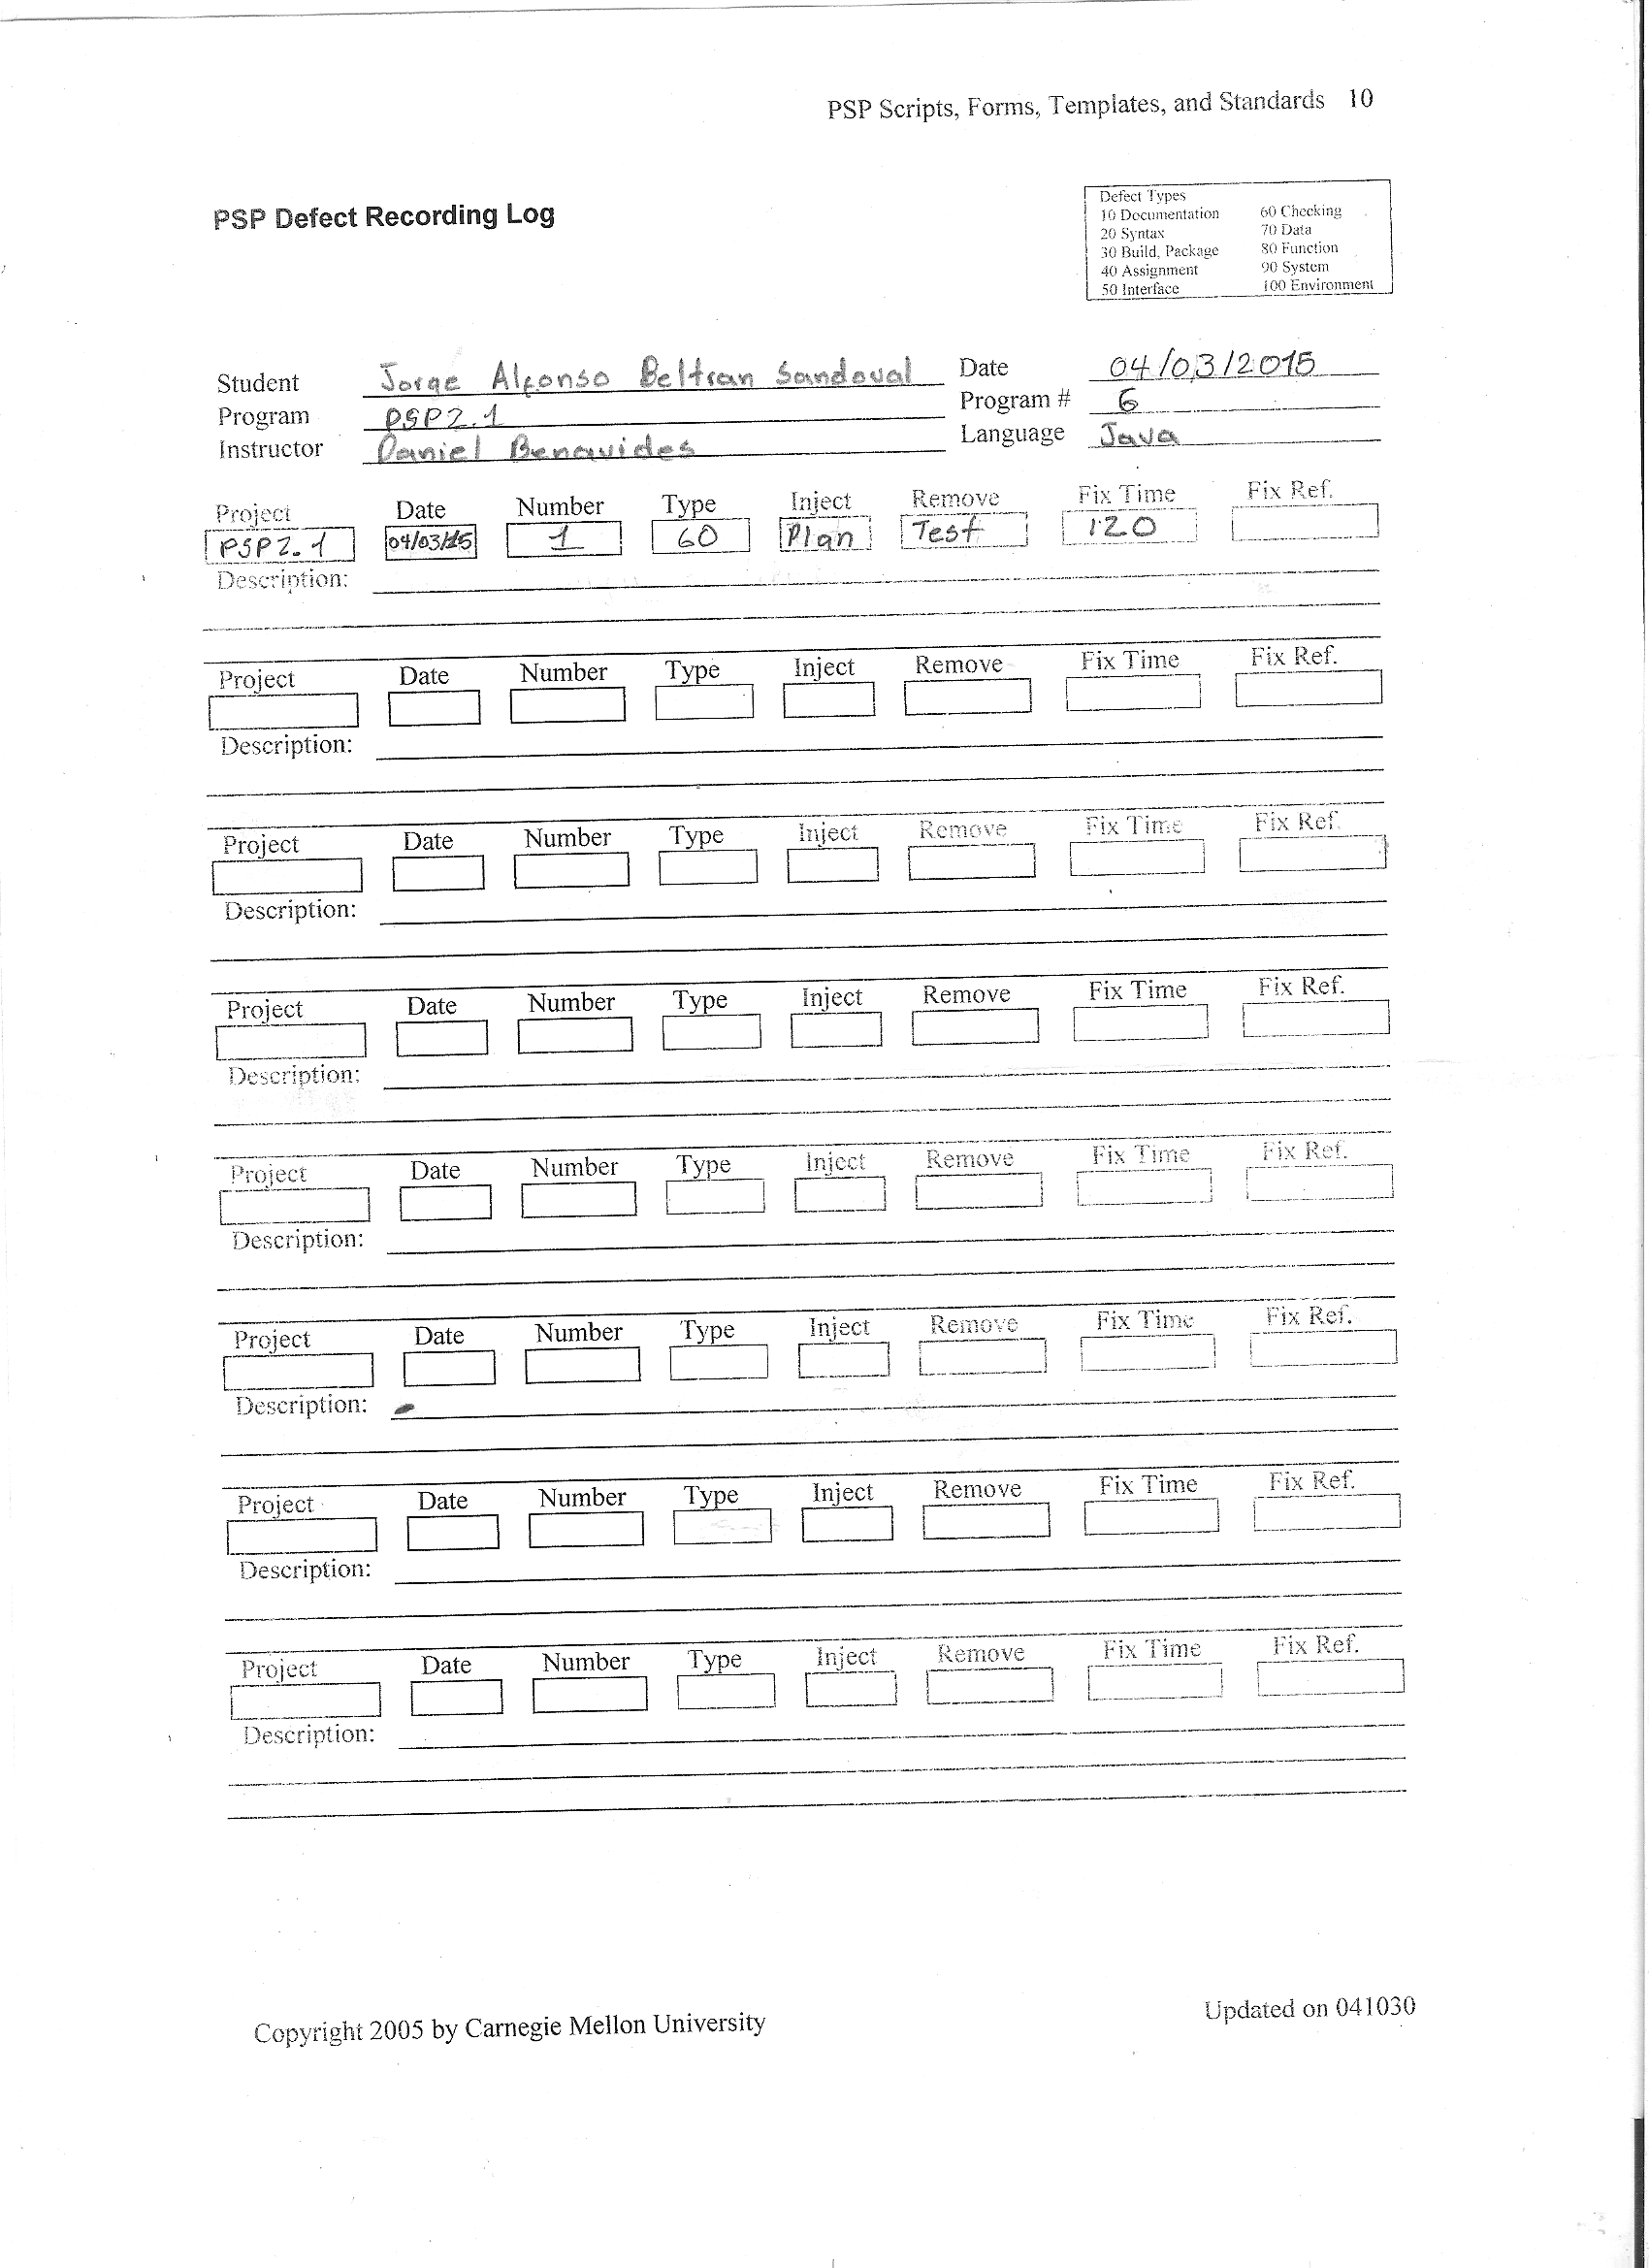 PSP Scripts, Forms, Templates, and Standards 10
PSP Defect Recording Log
Defect Types
10 Documentation 60 Checking
20 Syntax 70 Data
30 Build, Package 80 Function
40 Assignment 90 System
50 Interface 100 Environment
Student Jorge Alfonso Beltran Sandoval Date 04/03/2015
Program PSP2.1 Program # 6
Instructor Daniel Benavides Language Java
Project Date Number Type Inject Remove Fix Time Fix Ref.
PSP2.1 04/03/15 1 60 Plan Test 120
Description:
Project Date Number Type Inject Remove Fix Time Fix Ref.
Description:
Project Date Number Type Inject Remove Fix Time Fix Ref.
Description:
Project Date Number Type Inject Remove Fix Time Fix Ref.
Description:
Project Date Number Type Inject Remove Fix Time Fix Ref.
Description:
Project Date Number Type Inject Remove Fix Time Fix Ref.
Description:
Project Date Number Type Inject Remove Fix Time Fix Ref.
Description:
Project Date Number Type Inject Remove Fix Time Fix Ref.
Description:
Copyright 2005 by Carnegie Mellon University Updated on 041030